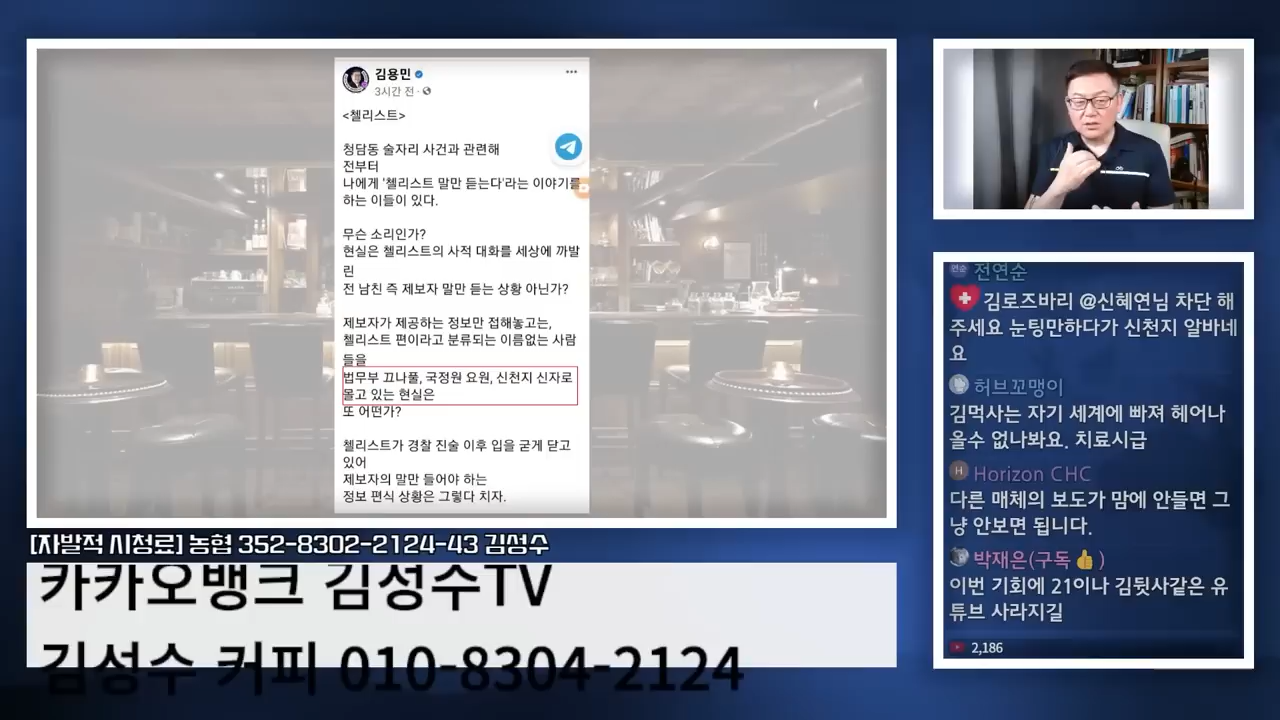 김용민
3시간 전
<첼리스트>
청담동 술자리 사건과 관련해
전부터
나에게 '첼리스트 말만 듣는다'라는 이야기를
하는 이들이 있다.
무슨 소리인가?
현실은 첼리스트의 사적 대화를 세상에 까발
린
전 남친 즉 제보자 말만 듣는 상황 아닌가?
제보자가 제공하는 정보만 접해놓고는,
첼리스트 편이라고 분류되는 이름없는 사람
들을
법무부 끄나풀, 국정원 요원, 신천지 신자로
몰고 있는 현실은
또 어떤가?
첼리스트가 경찰 진술 이후 입을 굳게 닫고
있어
제보자의 말만 들어야 하는
정보 편식 상황은 그렇다 치자.
[자발적 시청료] 농협 352-8302-2124-43 김성수
카카오뱅크 김성수TV
김성수 커피 010-8304-2124
연순 전연순
김로즈바리 @신혜연님 차단 해
주세요 눈팅만하다가 신천지 알바네
요
허브꼬맹이
김먹사는 자기 세계에 빠져 헤어나
올수 없나봐요. 치료시급
H Horizon CHC
다른 매체의 보도가 맘에 안들면 그
냥 안보면 됩니다.
박재은(구독👍)
이번 기회에 21이나 김뒷사같은 유
튜브 사라지길
2,186